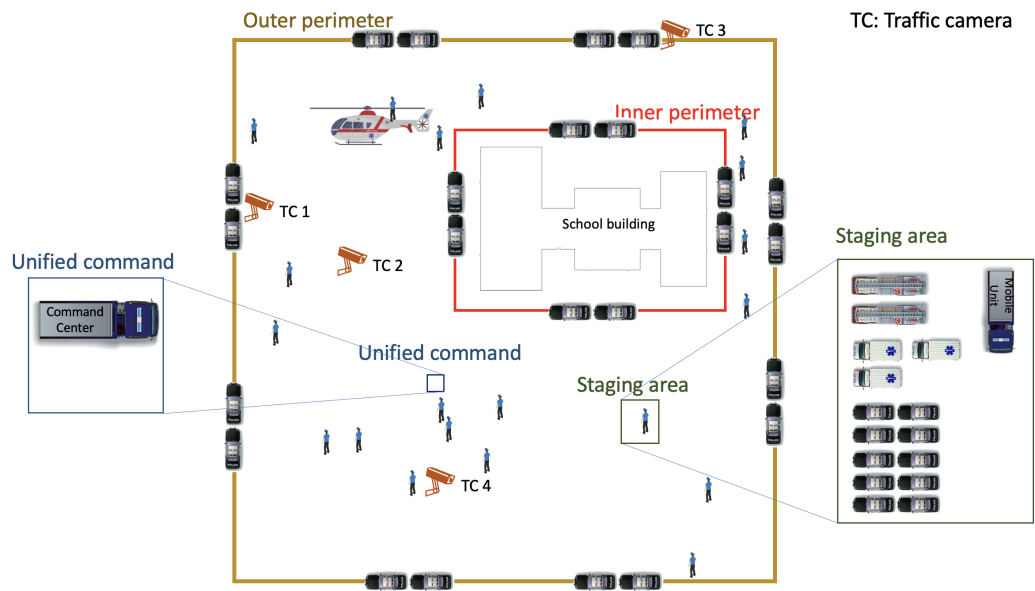 Outer perimeter
TC 3
TC: Traffic camera
Inner perimeter
TC 1
School building
TC 2
Staging area
Unified command
Mobile
Unit
Command
Center
Unified command
Staging area
TC 4